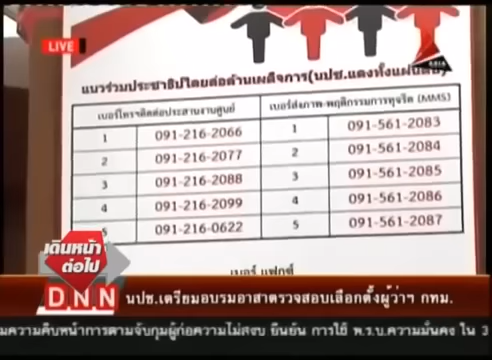 LIVE
ASIA
แนวร่วมประชาธิปไตยต่อต้านเผด็จการ(นปช.แดงทั้งแผ่นดิน)
เบอร์โทรฯติดต่อประสานงานศูนย์ เบอร์ส่งภาพ-พฤติกรรมการทุจริต (MMS)
1 091-216-2066 1 091-561-2083
2 091-216-2077 2 091-561-2084
3 091-216-2088 3 091-561-2085
4 091-216-2099 4 091-561-2086
5 091-216-0622 5 091-561-2087
เบอร์ แฟกซ์
เดินหน้า
ต่อไป
DNN นปช.เตรียมอบรมอาสาตรวจสอบเลือกตั้งผู้ว่าฯ กทม.
มความคืบหน้าการตามจับกุมผู้ก่อความไม่สงบ ยืนยัน การใช้ พ.ร.บ.ความมั่นคง ใน 3